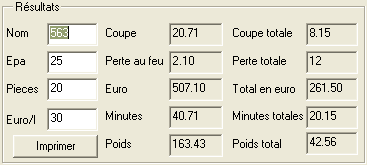 Résultats
Nom 563 Coupe 20.71 Coupe totale 8.15
Epa 25 Perte au feu 2.10 Perte totale 12
Pieces 20 Euro 507.10 Total en euro 261.50
Euro/l 30 Minutes 40.71 Minutes totales 20.15
Imprimer Poids 163.43 Poids total 42.56